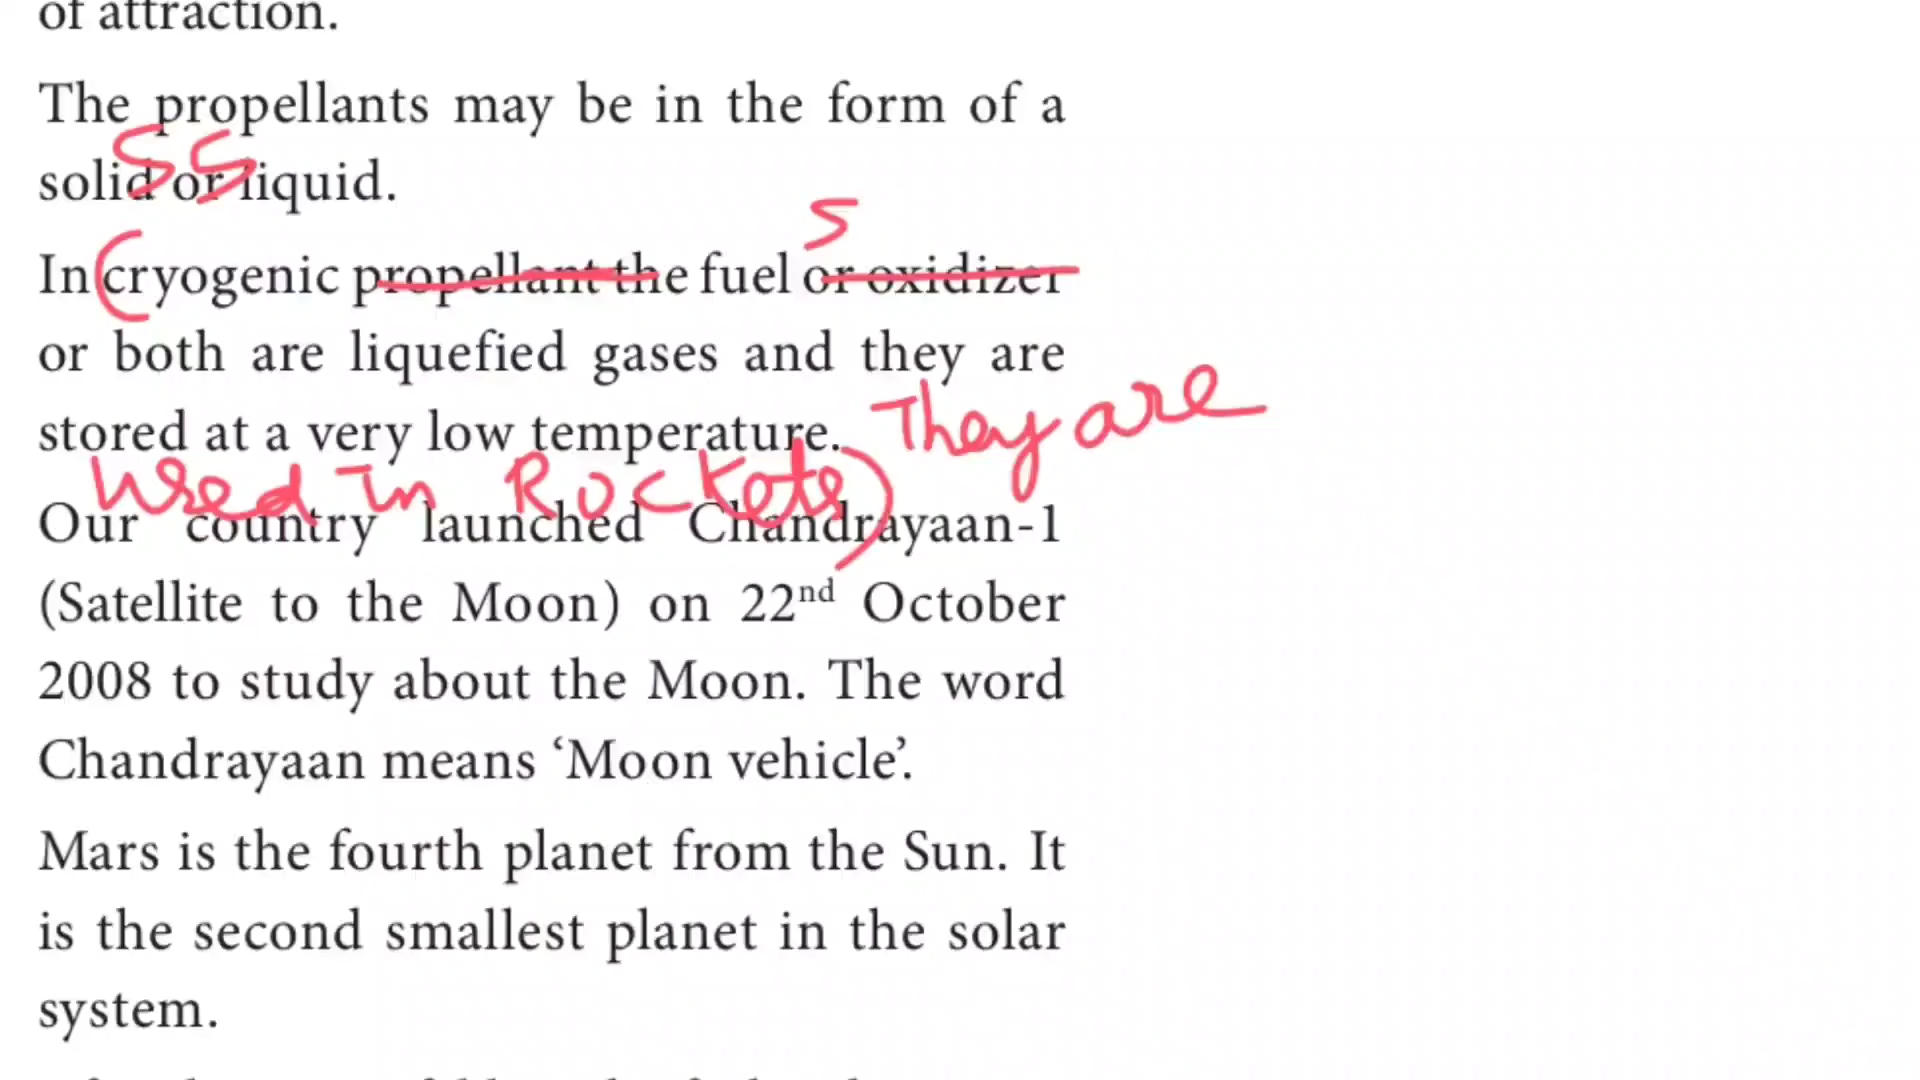 of attraction.
The propellants may be in the form of a
S S
solid or liquid.
S
In (cryogenic propellant the fuel or oxidizer
or both are liquefied gases and they are
stored at a very low temperature. They are
used in Rockets)
Our country launched Chandrayaan-1
(Satellite to the Moon) on 22nd October
2008 to study about the Moon. The word
Chandrayaan means ‘Moon vehicle’.
Mars is the fourth planet from the Sun. It
is the second smallest planet in the solar
system.